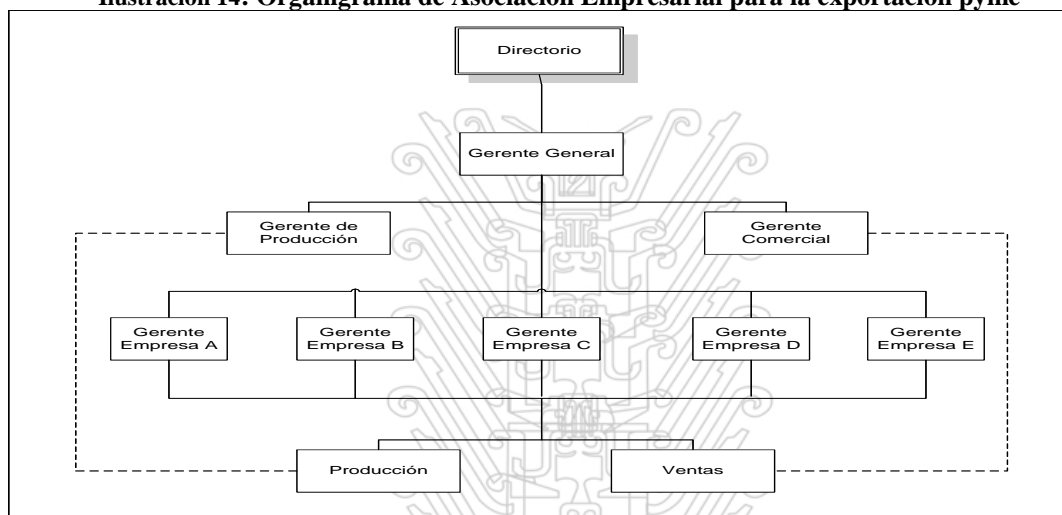 Ilustración 14: Organigrama de Asociación Empresarial para la exportación pyme
Directorio
Gerente General
Gerente de
Producción
Gerente
Comercial
Gerente
Empresa A
Gerente
Empresa B
Gerente
Empresa C
Gerente
Empresa D
Gerente
Empresa E
Producción
Ventas